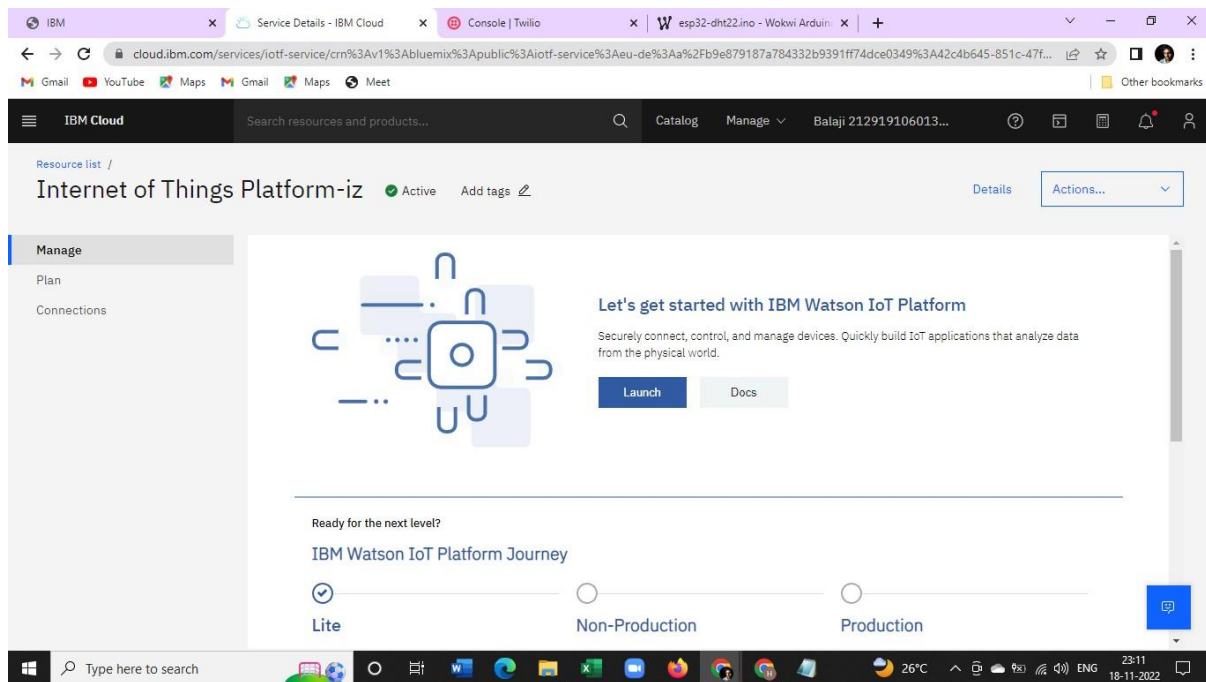 IBM
Service Details - IBM Cloud
Console | Twilio
esp32-dht22.ino - Wokwi Arduin
cloud.ibm.com/services/iotf-service/crn%3Av1%3Abluemix%3Apublic%3Aiotf-service%3Aeu-de%3Aa%2Fb9e879187a784332b9391ff74dce0349%3A42c4b645-851c-47f...
Gmail YouTube Maps Gmail Maps Meet Other bookmarks
IBM Cloud Search resources and products... Catalog Manage Balaji 212919106013...
Resource list /
Internet of Things Platform-iz Active Add tags Details Actions...
Manage
Plan
Connections
Let's get started with IBM Watson IoT Platform
Securely connect, control, and manage devices. Quickly build IoT applications that analyze data
from the physical world.
Launch Docs
Ready for the next level?
IBM Watson IoT Platform Journey
Lite Non-Production Production
Type here to search 26°C ENG 23:11
18-11-2022